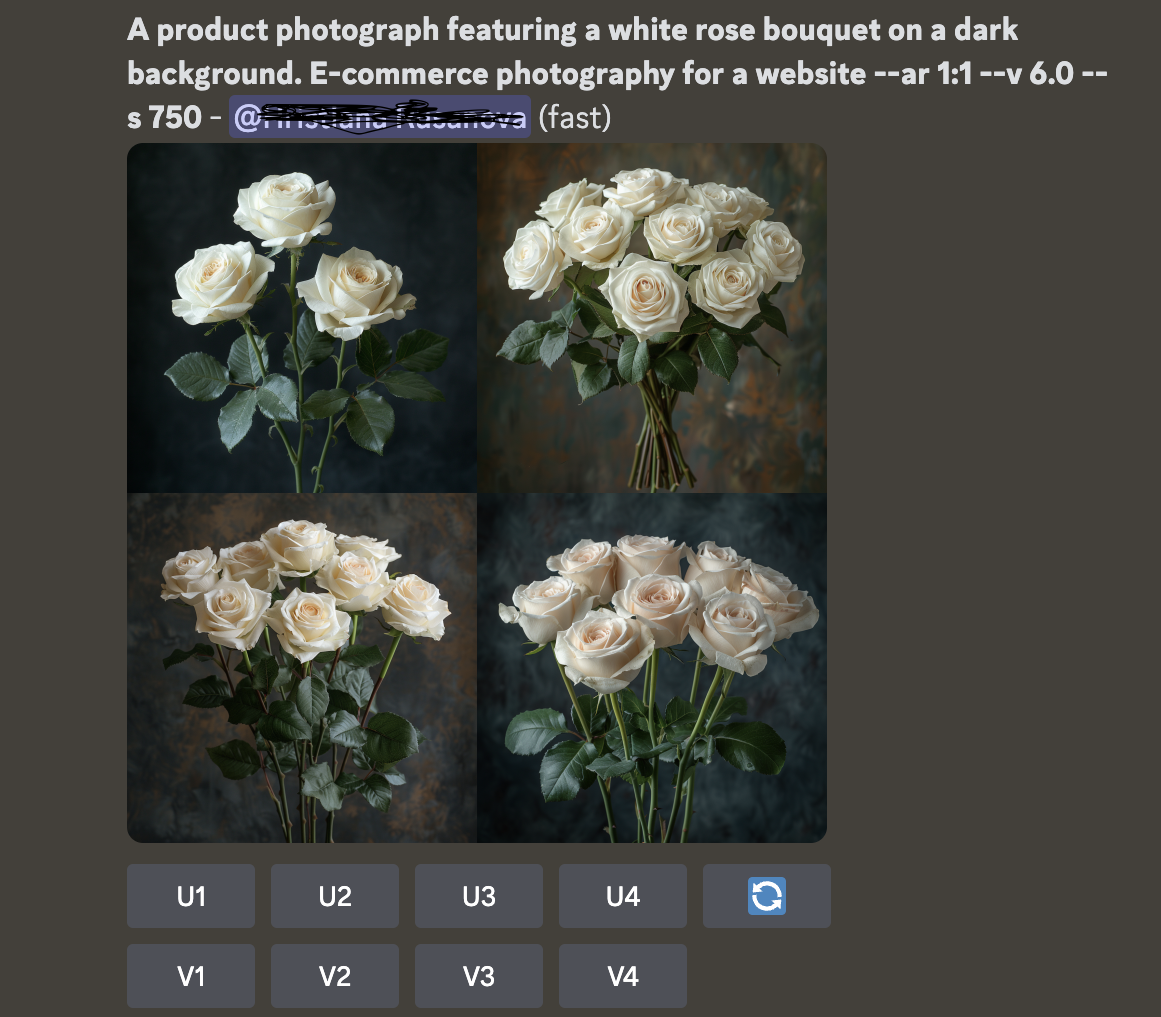 A product photograph featuring a white rose bouquet on a dark
background. E-commerce photography for a website --ar 1:1 --v 6.0 --
s 750 - @ (fast)
U1 U2 U3 U4
V1 V2 V3 V4